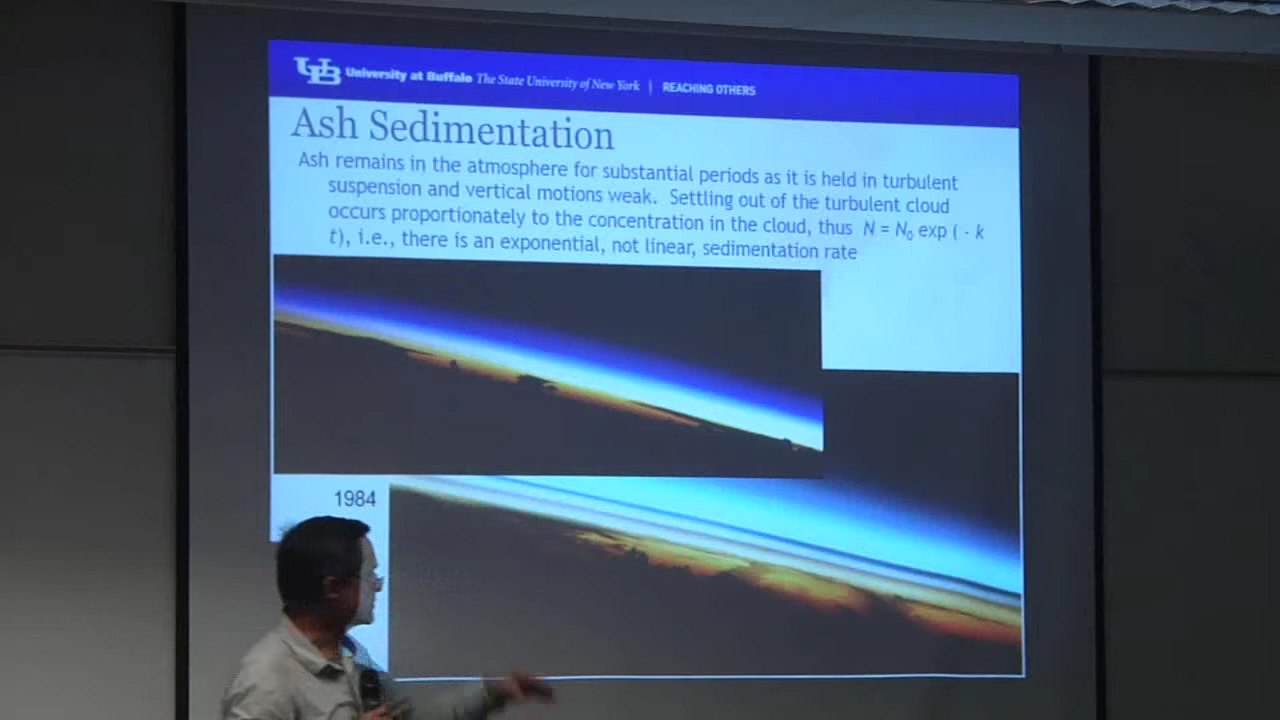 UB University at Buffalo The State University of New York | REACHING OTHERS
Ash Sedimentation
Ash remains in the atmosphere for substantial periods as it is held in turbulent
suspension and vertical motions weak. Settling out of the turbulent cloud
occurs proportionately to the concentration in the cloud, thus N = N₀ exp ( - k
t), i.e., there is an exponential, not linear, sedimentation rate
1984